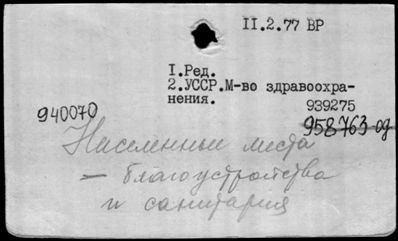 II.2.77 ВР
I.Ред.
2.УССР.М-во здравоохра-
нения.
939275
940070
958763 од
Населенные места
– благоустройства
и санитария